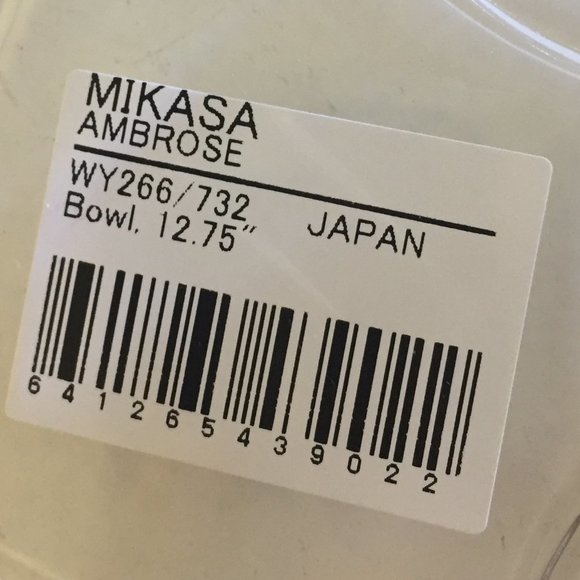 MIKASA
AMBROSE
WY266/732 JAPAN
Bowl, 12.75"
641265439022